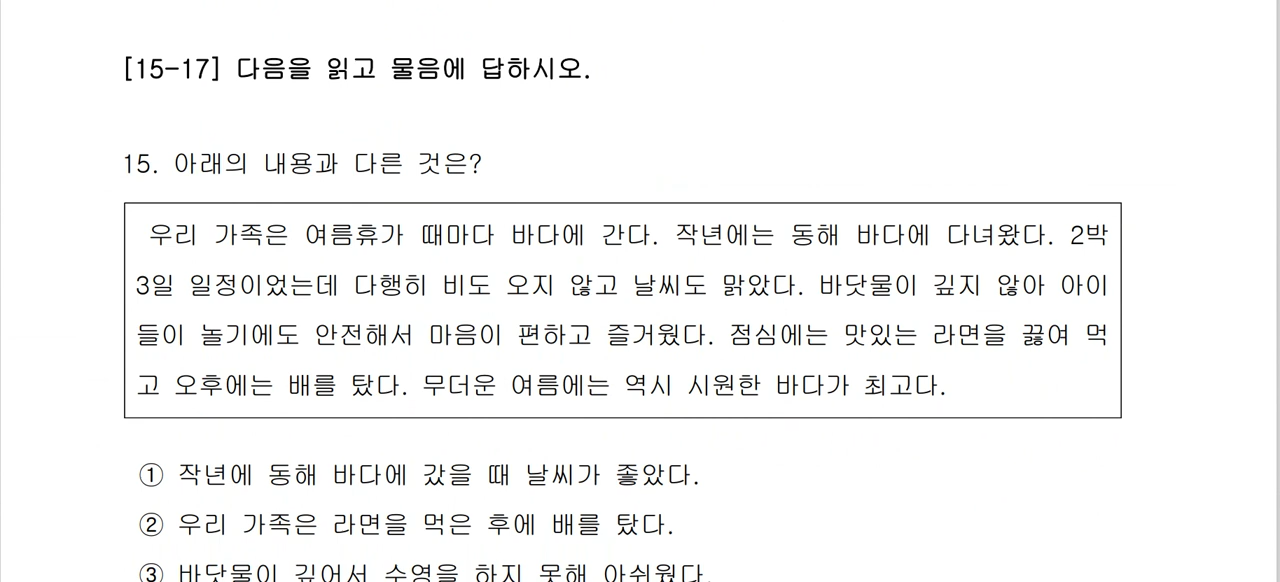 [15-17] 다음을 읽고 물음에 답하시오.
15. 아래의 내용과 다른 것은?
우리 가족은 여름휴가 때마다 바다에 간다. 작년에는 동해 바다에 다녀왔다. 2박
3일 일정이었는데 다행히 비도 오지 않고 날씨도 맑았다. 바닷물이 깊지 않아 아이
들이 놀기에도 안전해서 마음이 편하고 즐거웠다. 점심에는 맛있는 라면을 끓여 먹
고 오후에는 배를 탔다. 무더운 여름에는 역시 시원한 바다가 최고다.
① 작년에 동해 바다에 갔을 때 날씨가 좋았다.
② 우리 가족은 라면을 먹은 후에 배를 탔다.
③ 바닷물이 깊어서 수영을 하지 못해 아쉬웠다.